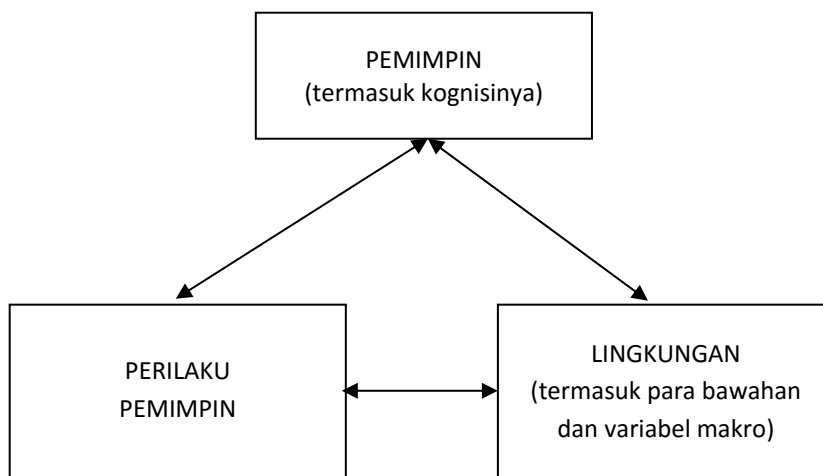 PEMIMPIN
(termasuk kognisinya)
PERILAKU
PEMIMPIN
LINGKUNGAN
(termasuk para bawahan
dan variabel makro)